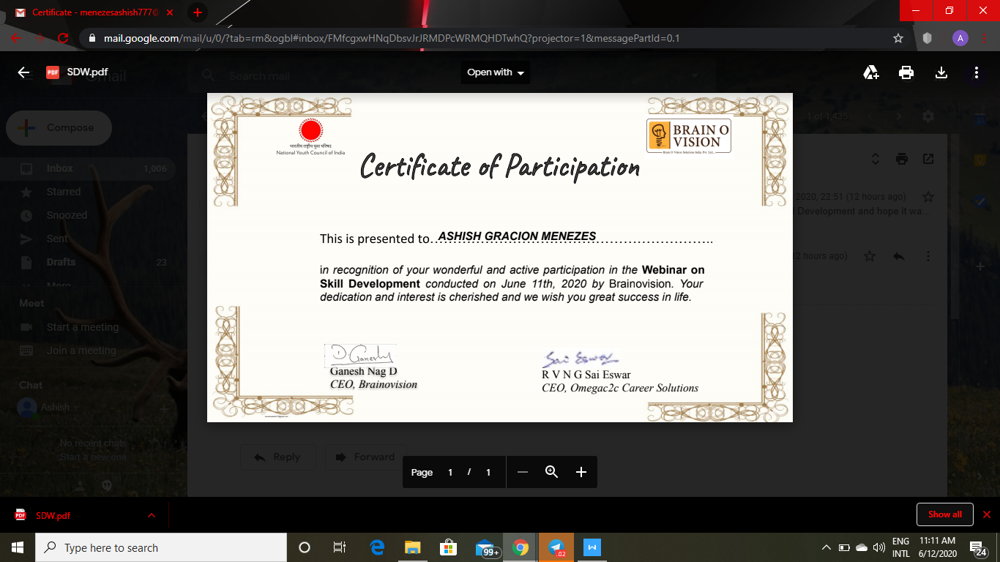 Certificate - menezesashish777@
mail.google.com/mail/u/0/?tab=rm&ogbl#inbox/FMfcgxwHNqDbsvJrJRMDPcWRMQHDTwhQ?projector=1&messagePartId=0.1
A
PDF SDW.pdf
Gmail
Search mail
Open with
Compose
1 of 1,435
Inbox 1,006
Starred
Snoozed
Sent
Drafts 23
More
Meet
Start a meeting
Join a meeting
Chat
Ashish
No recent chats
Start a new one
2020, 22:51 (12 hours ago)
Development and hope it wa...
2 hours ago)
भारतीय राष्ट्रीय युवा परिषद
National Youth Council of India
BRAIN O
VISION
Brain O Vision Solutions India Pvt. Ltd.
Certificate of Participation
This is presented to..ASHISH GRACION MENEZES............................
in recognition of your wonderful and active participation in the Webinar on
Skill Development conducted on June 11th, 2020 by Brainovision. Your
dedication and interest is cherished and we wish you great success in life.
D Ganesh
Ganesh Nag D
CEO, Brainovision
Sai Eswar
R V N G Sai Eswar
CEO, Omegac2c Career Solutions
Reply
Forward
Page 1 / 1
PDF SDW.pdf
Show all
Type here to search
99+
..02
W
ENG
INTL
11:11 AM
6/12/2020
24